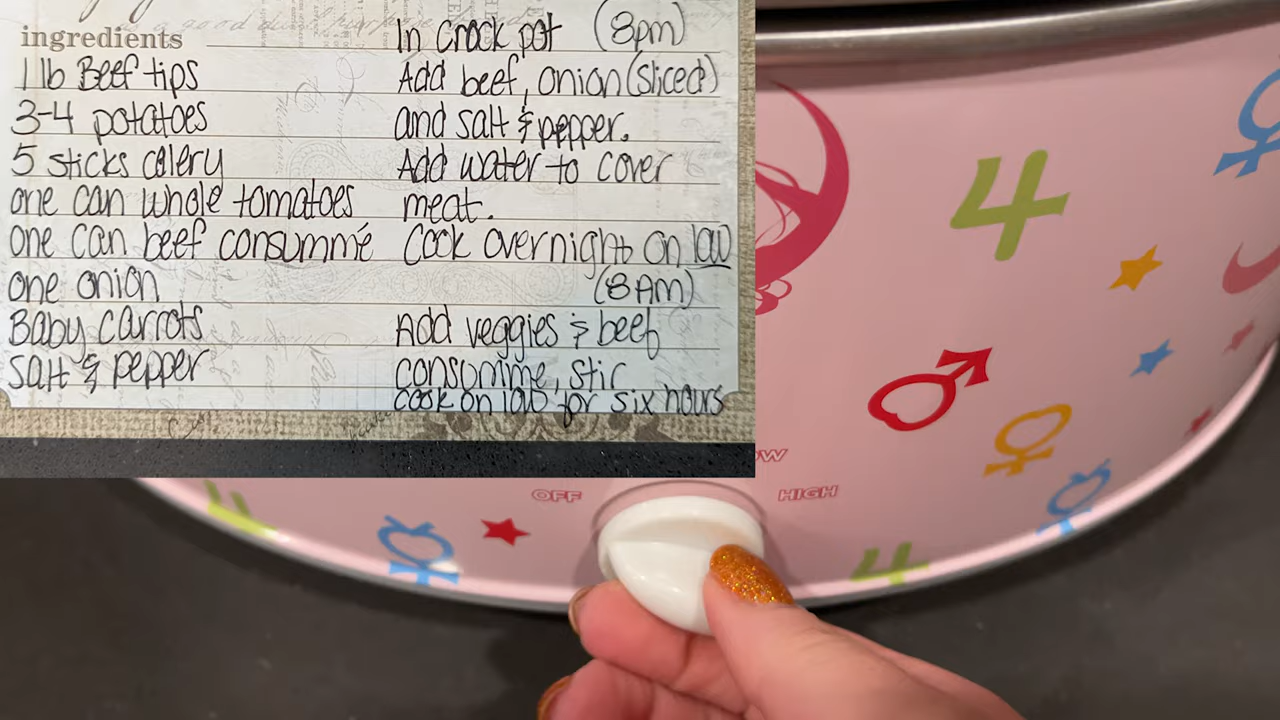 ingredients
1 lb Beef tips
3-4 potatoes
5 sticks celery
one can whole tomatoes
one can beef consummé
one onion
Baby carrots
salt & pepper
In crock pot (8pm)
Add beef, onion (sliced)
and salt & pepper.
Add water to cover
meat.
Cook overnight on low
(8AM)
Add veggies & beef
consumme, stir
cook on low for six hours
4
OW
OFF
HIGH
4